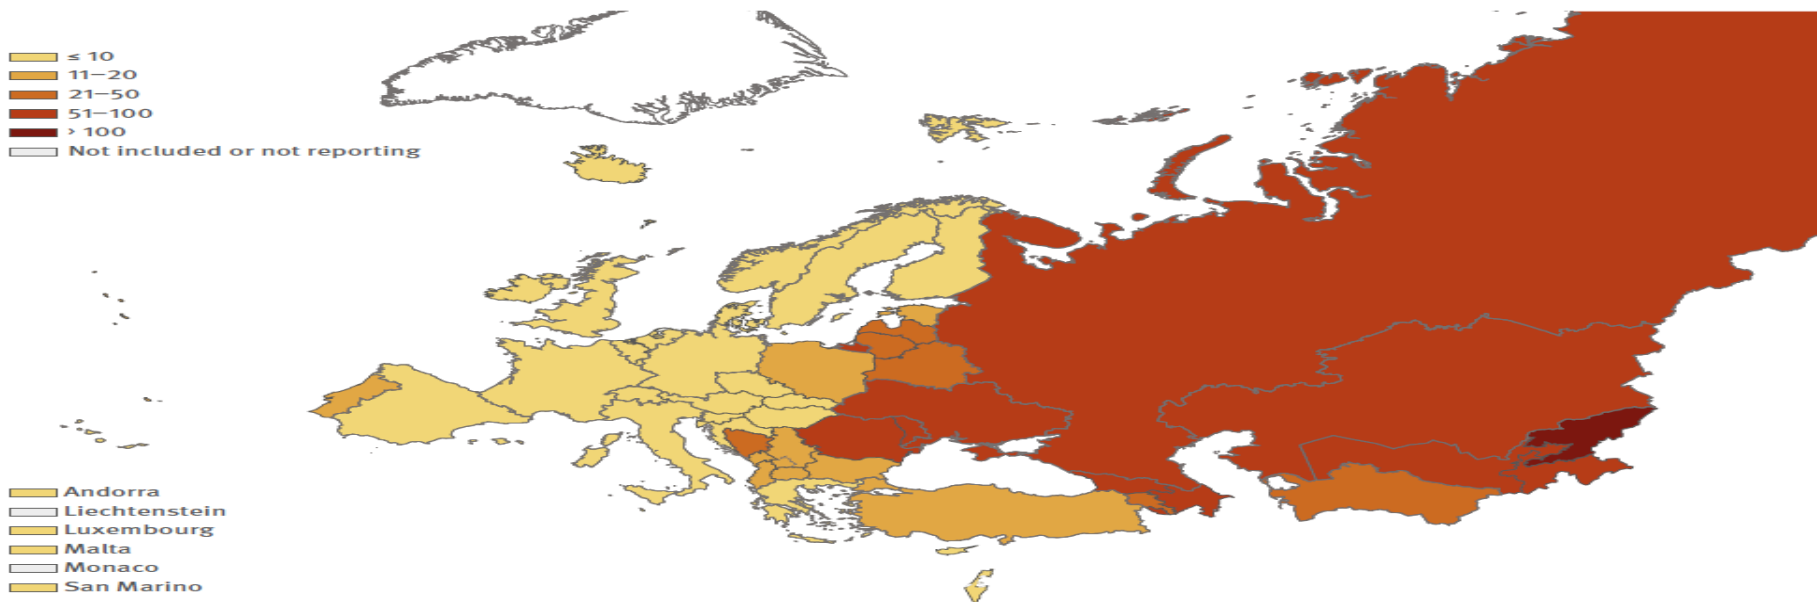 ≤ 10
11–20
21–50
51–100
> 100
Not included or not reporting
Andorra
Liechtenstein
Luxembourg
Malta
Monaco
San Marino